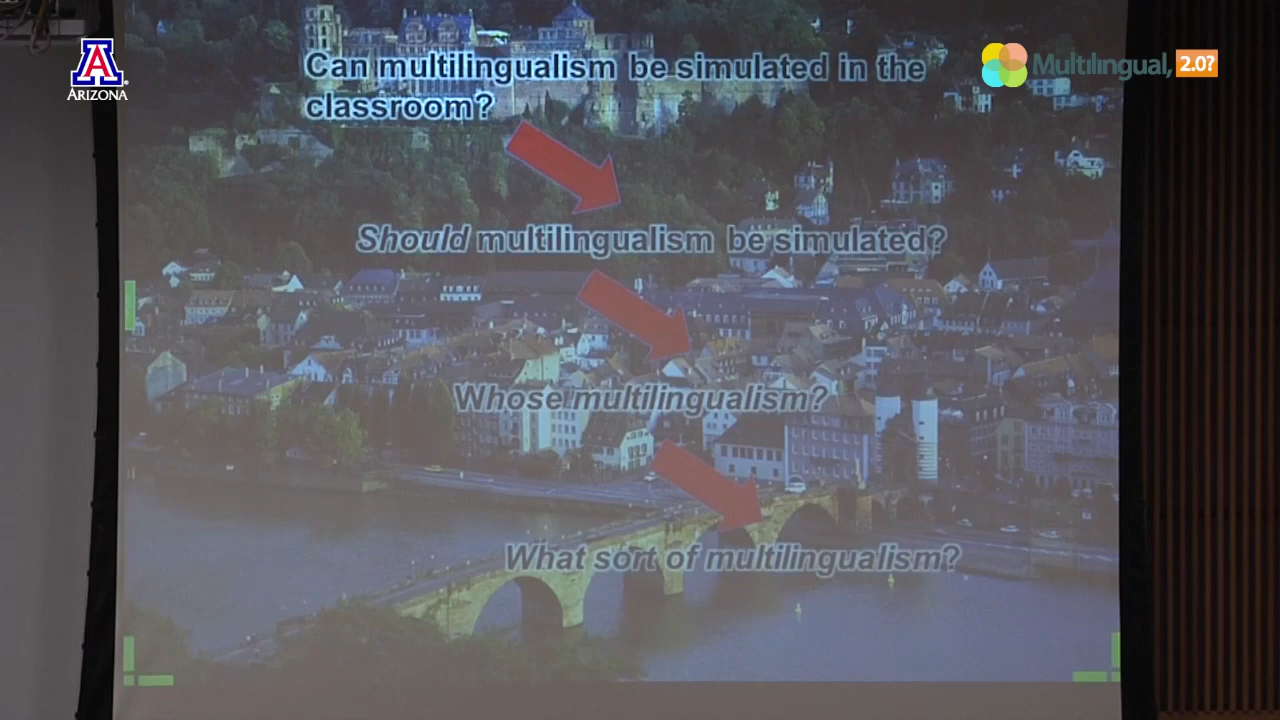 Can multilingualism be simulated in the
classroom?
Should multilingualism be simulated?
Whose multilingualism?
What sort of multilingualism?
A
ARIZONA
Multilingual, 2.0?